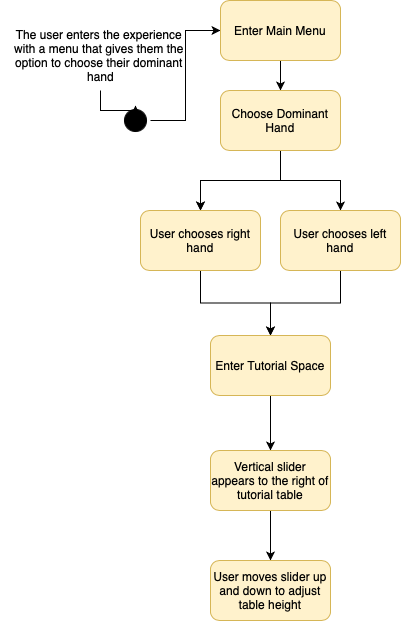 The user enters the experience
with a menu that gives them the
option to choose their dominant
hand
Enter Main Menu
Choose Dominant
Hand
User chooses right
hand
User chooses left
hand
Enter Tutorial Space
Vertical slider
appears to the right of
tutorial table
User moves slider up
and down to adjust
table height